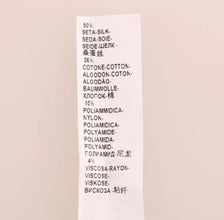 50%
SETA-SILK-
SEDA-SOIE-
SEIDE-ШЕЛК-
桑蚕丝
36%
COTONE-COTTON-
ALGODON-COTON-
ALGODÃO-
BAUMWOLLE-
ХЛОПОК-棉
10%
POLIAMMIDICA-
NYLON-
POLIAMIDICA-
POLYAMIDE-
POLIAMIDA-
POLYAMID-
ПОЛИАМИД-尼龙
4%
VISCOSA-RAYON-
VISCOSE-
VISKOSE-
ВИСКОЗА-粘纤